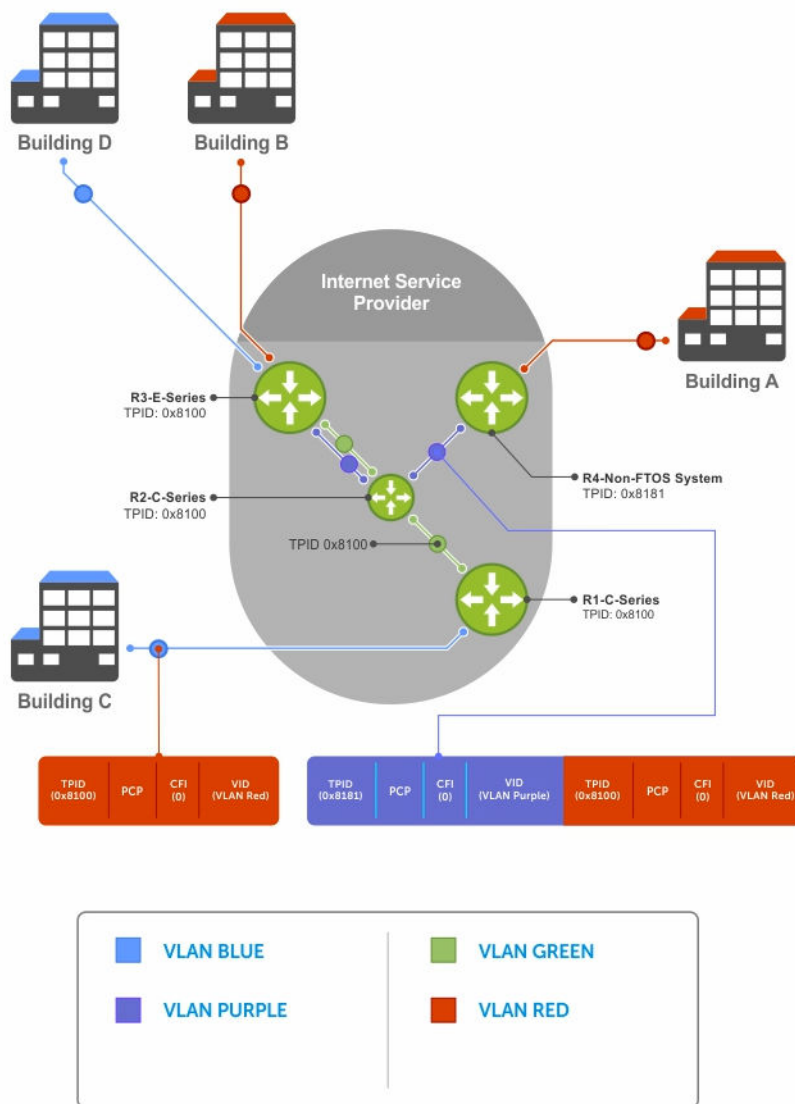 Building D
Building B
Internet Service
Provider
Building A
R3-E-Series
TPID: 0x8100
R4-Non-FTOS System
TPID: 0x8181
R2-C-Series
TPID: 0x8100
TPID 0x8100
R1-C-Series
TPID: 0x8100
Building C
TPID
(0x8100)
PCP
CFI
(0)
VID
(VLAN Red)
TPID
(0x8181)
PCP
CFI
(0)
VID
(VLAN Purple)
TPID
(0x8100)
PCP
CFI
(0)
VID
(VLAN Red)
VLAN BLUE
VLAN GREEN
VLAN PURPLE
VLAN RED